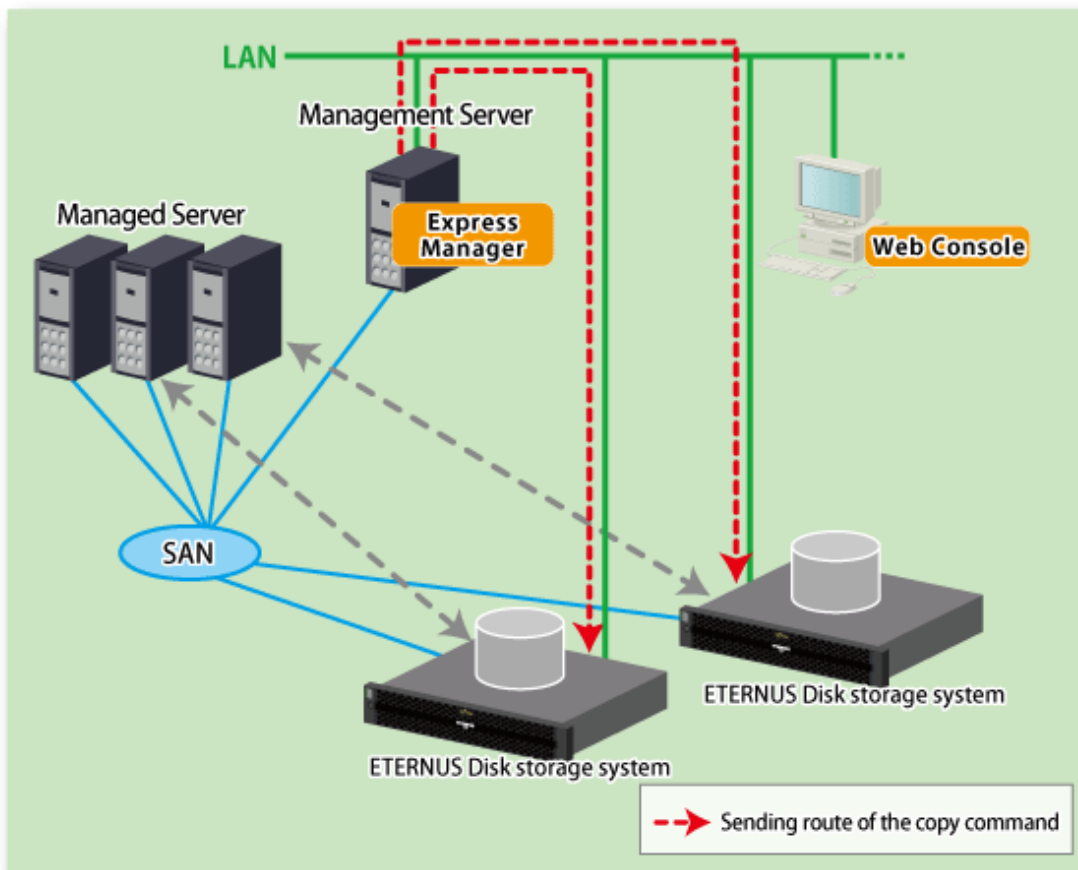 LAN
Management Server
Express
Manager
Managed Server
Web Console
SAN
ETERNUS Disk storage system
ETERNUS Disk storage system
Sending route of the copy command